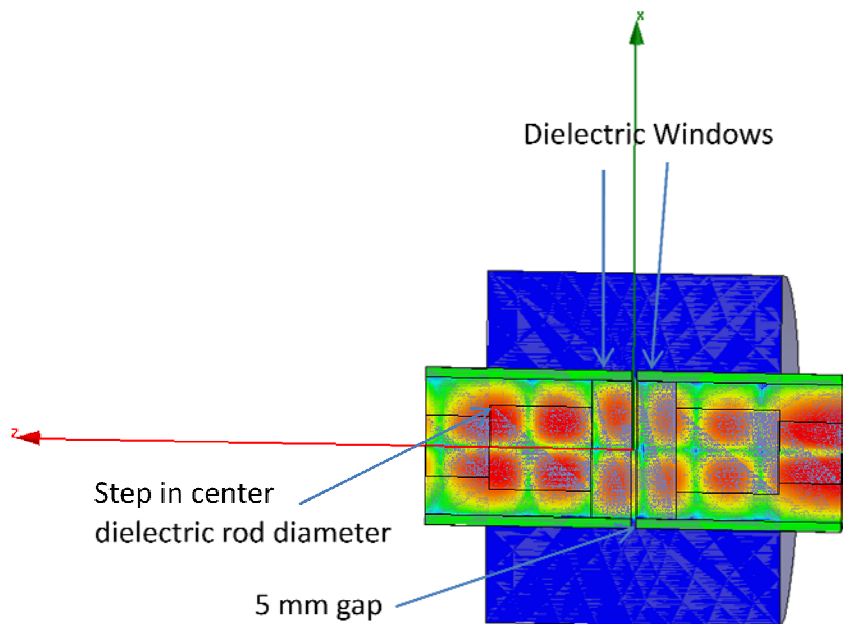 x
Dielectric Windows
z
Step in center
dielectric rod diameter
5 mm gap